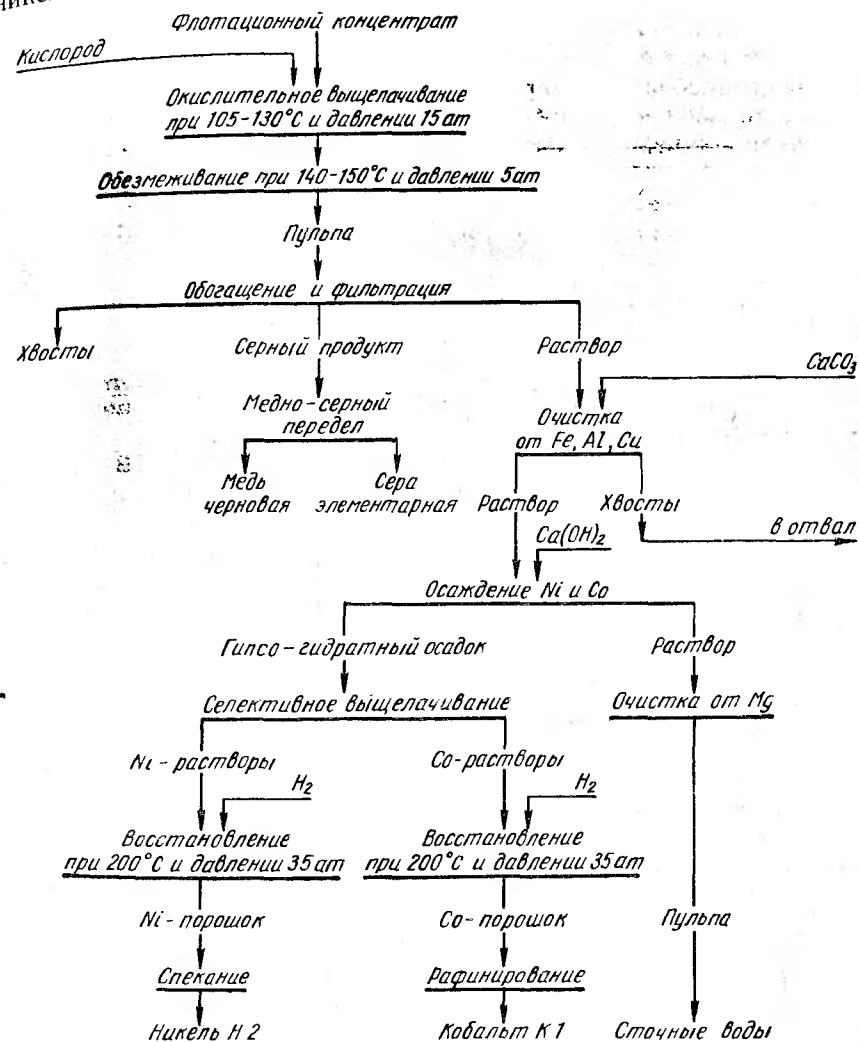 Флотационный концентрат
Кислород
Окислительное выщелачивание
при 105-130°С и давлении 15 ат
Обезмеживание при 140-150°С и давлении 5ат
Пульпа
Обогащение и фильтрация
Хвосты
Серный продукт
Раствор
CaCO₃
Медно-серный
передел
Очистка
от Fe, Al, Cu
Медь
черновая
Сера
элементарная
Раствор
Хвосты
Ca(OH)₂
в отвал
Осаждение Ni и Co
Гипсо-гидратный осадок
Раствор
Селективное выщелачивание
Очистка от Mg
Ni-растворы
Co-растворы
H₂
H₂
Восстановление
при 200°С и давлении 35 ат
Восстановление
при 200°С и давлении 35 ат
Ni-порошок
Co-порошок
Пульпа
Спекание
Рафинирование
Никель Н 2
Кобальт К 1
Сточные воды